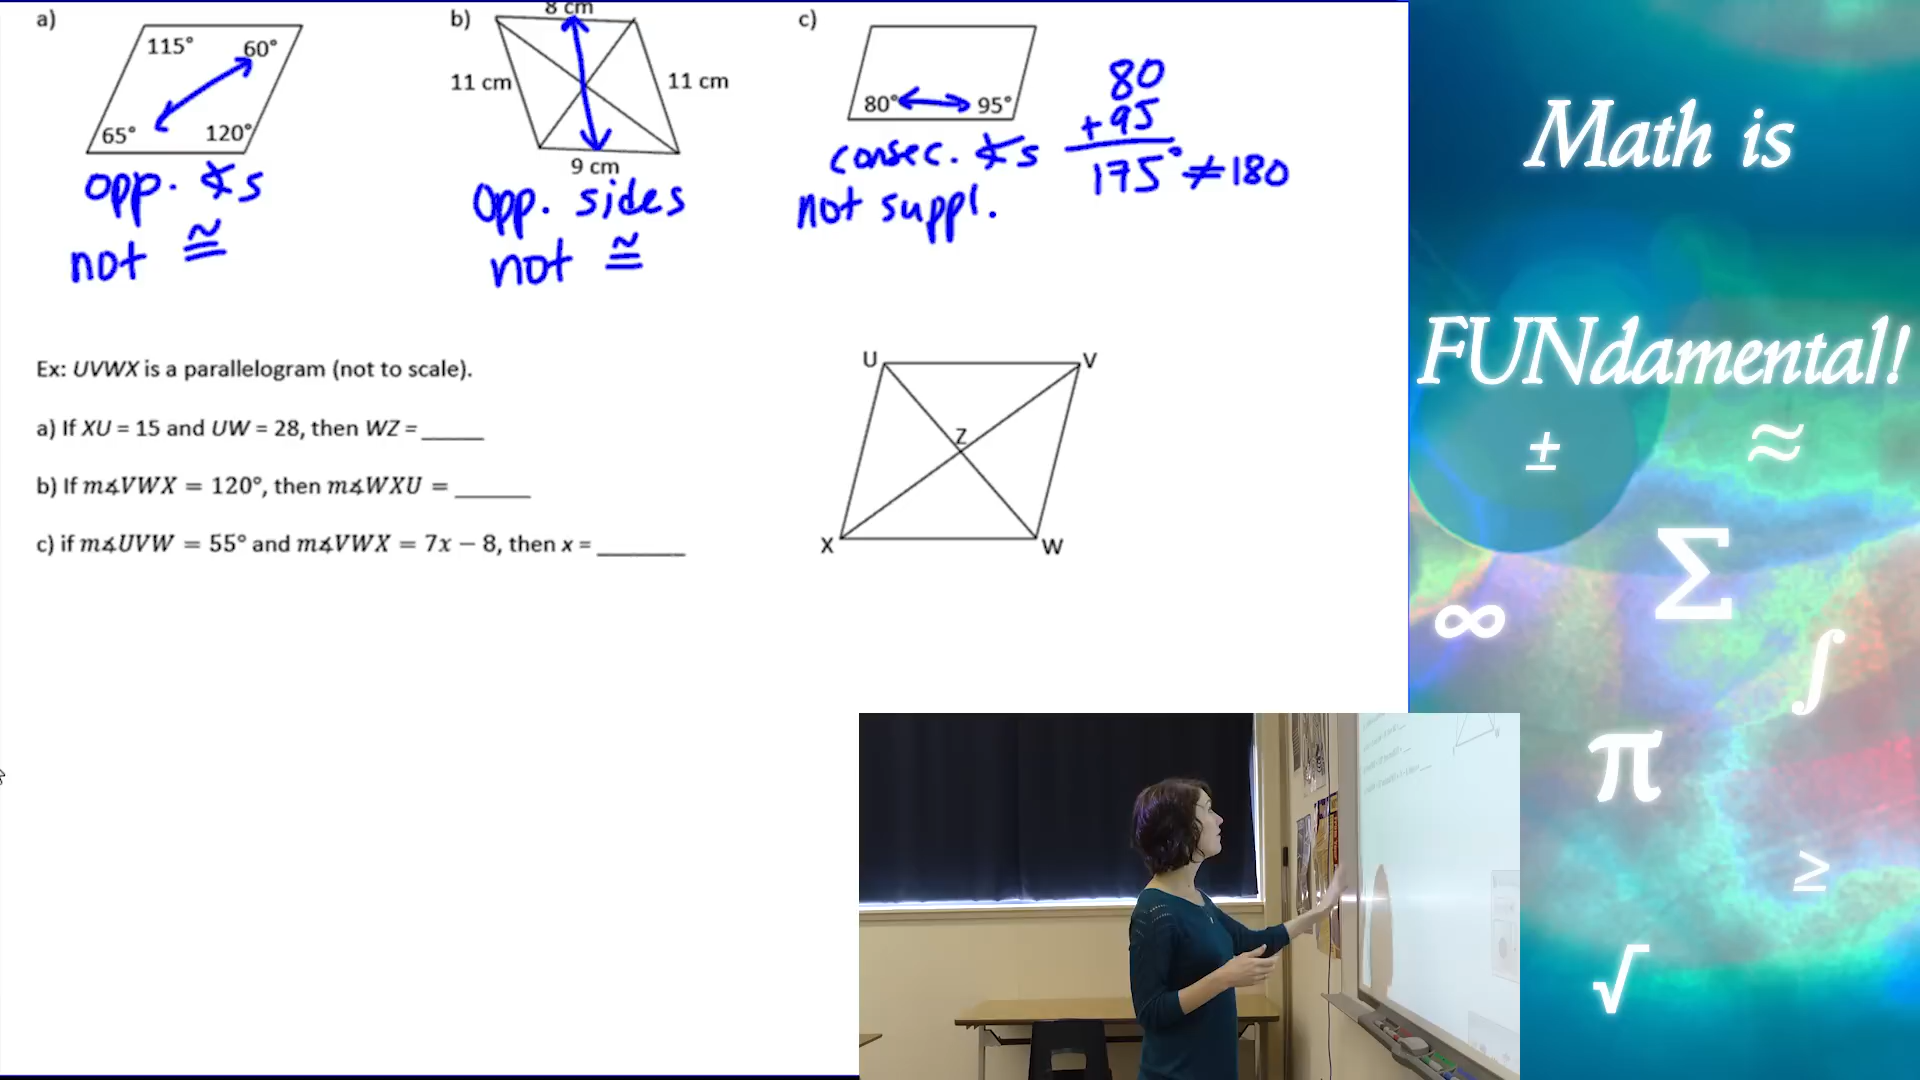 a)
115°
60°
65°
120°
opp. ∡s
not ≅
b)
8 cm
11 cm
11 cm
9 cm
opp. sides
not ≅
c)
80°
95°
consec. ∡s
not suppl.
80
+95
175° ≠ 180
Ex: UVWX is a parallelogram (not to scale).
a) If XU = 15 and UW = 28, then WZ = _____
b) If m∡VWX = 120°, then m∡WXU = ______
c) if m∡UVW = 55° and m∡VWX = 7x − 8, then x = _______
U
V
Z
X
W
Math is
FUNdamental!
± ≈
Σ
∞
∫
π
≥
√